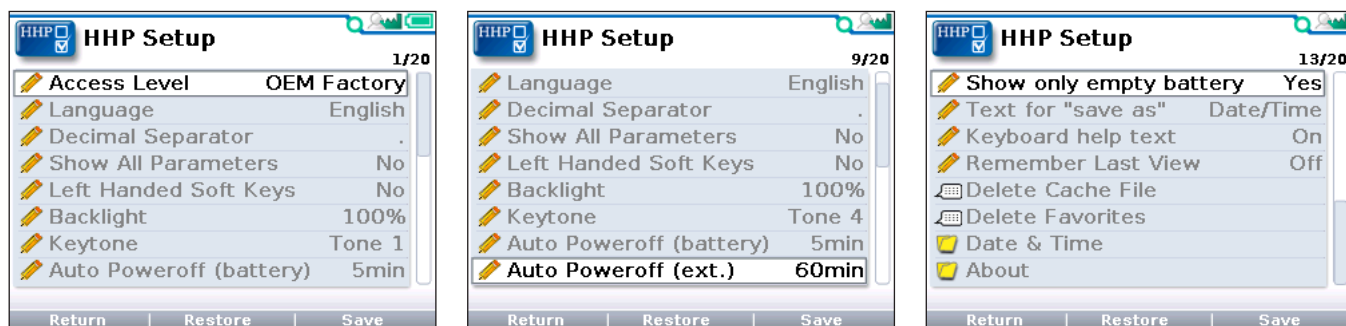 HHP
HHP Setup
1/20
Access Level OEM Factory
Language English
Decimal Separator .
Show All Parameters No
Left Handed Soft Keys No
Backlight 100%
Keytone Tone 1
Auto Poweroff (battery) 5min
Return | Restore | Save
HHP
HHP Setup
9/20
Language English
Decimal Separator .
Show All Parameters No
Left Handed Soft Keys No
Backlight 100%
Keytone Tone 4
Auto Poweroff (battery) 5min
Auto Poweroff (ext.) 60min
Return | Restore | Save
HHP
HHP Setup
13/20
Show only empty battery Yes
Text for "save as" Date/Time
Keyboard help text On
Remember Last View Off
Delete Cache File
Delete Favorites
Date & Time
About
Return | Restore | Save